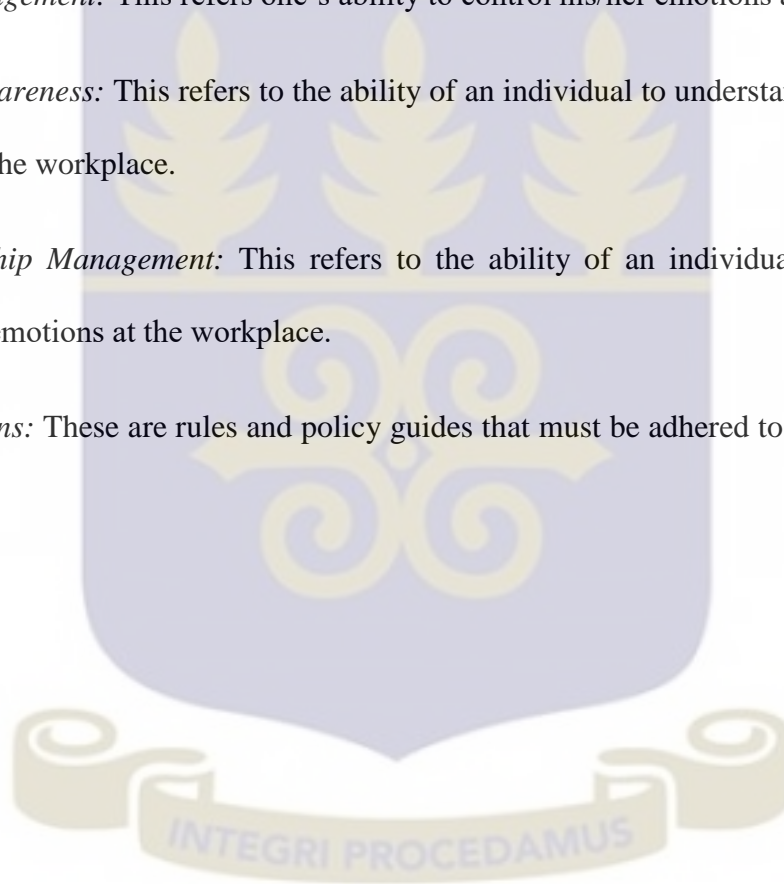 This refers one's ability to control his/her emotions
areness: This refers to the ability of an individual to understa
he workplace.
hip Management: This refers to the ability of an individua
emotions at the workplace.
ns: These are rules and policy guides that must be adhered to
INTEGRI PROCEDAMUS